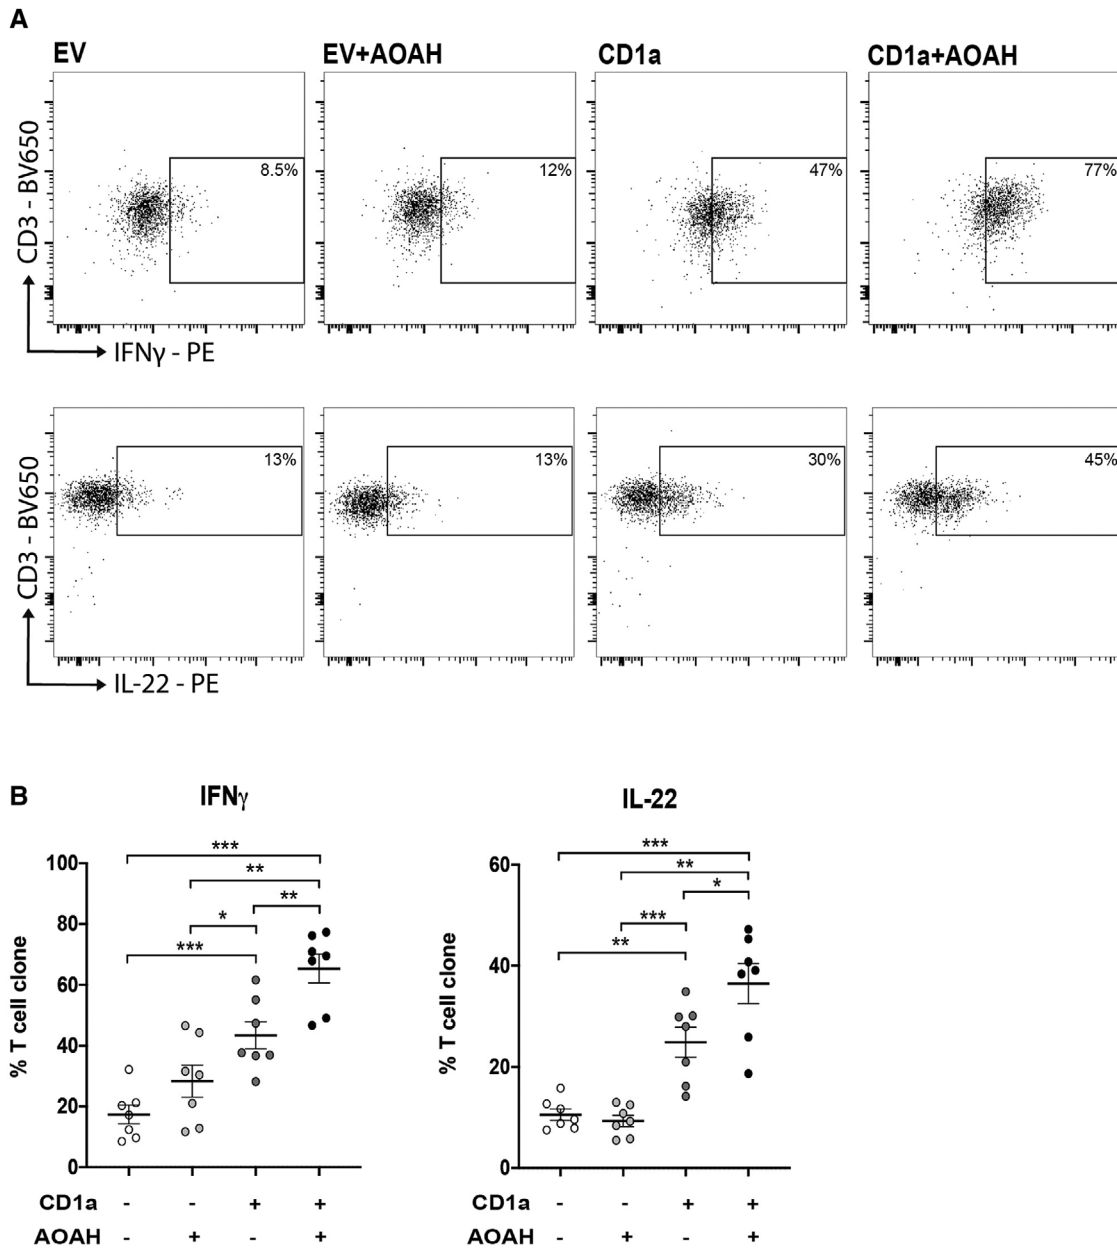 A
EV EV+AOAH CD1a CD1a+AOAH
CD3 - BV650
8.5% 12% 47% 77%
IFNγ - PE
CD3 - BV650
13% 13% 30% 45%
IL-22 - PE
B
IFNγ
% T cell clone
100
80
60
40
20
0
***
**
**
*
***
CD1a - - + +
AOAH - + - +
IL-22
% T cell clone
60
40
20
0
***
**
*
***
**
CD1a - - + +
AOAH - + - +